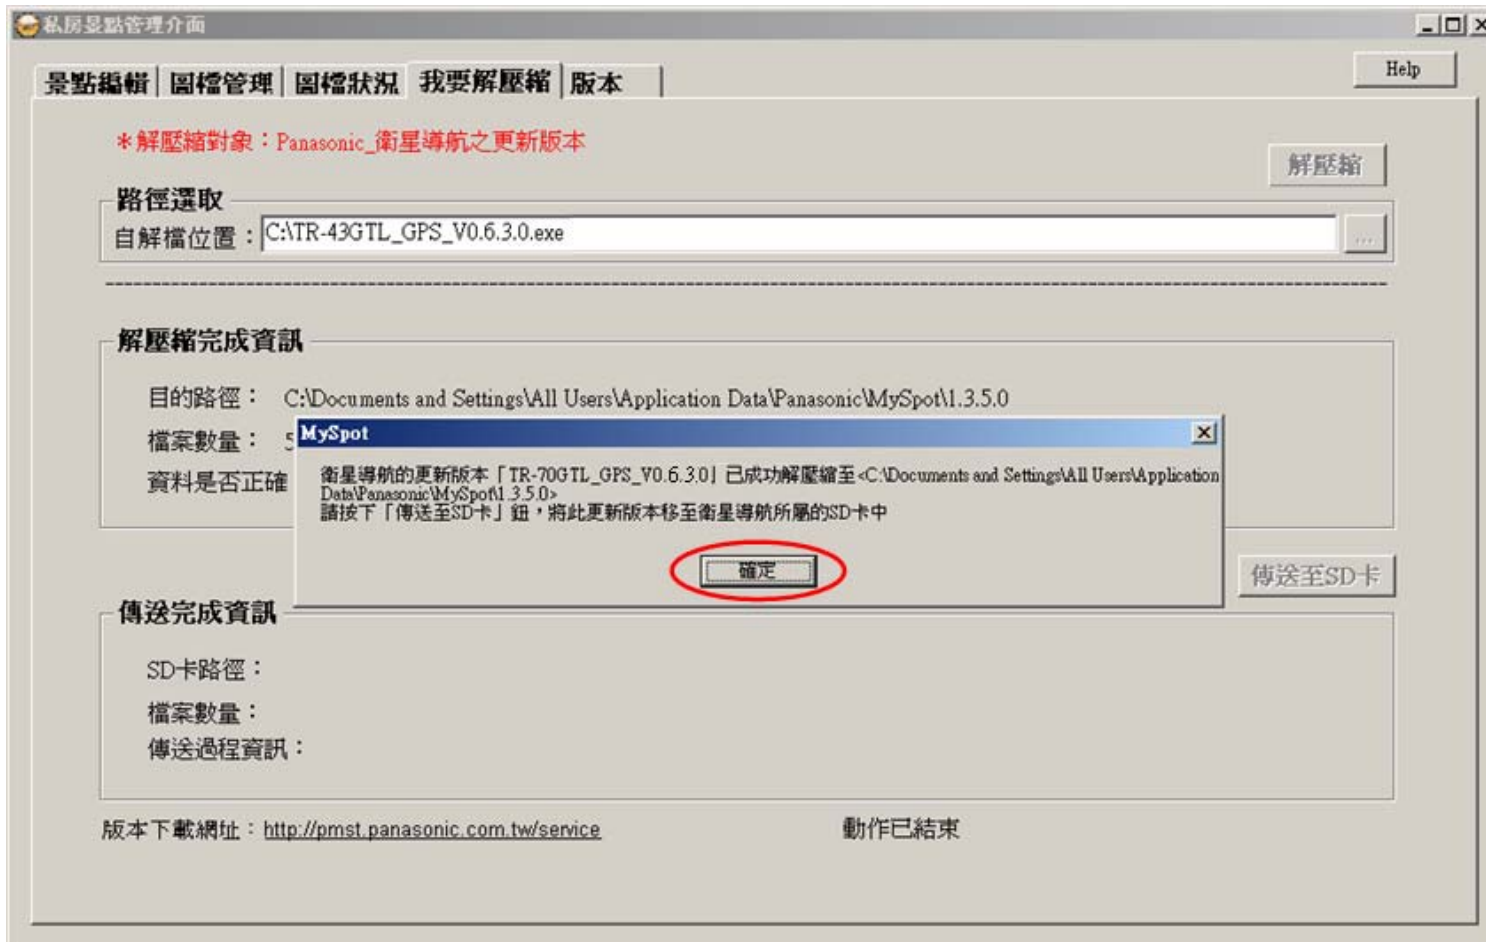 私房景點管理介面
Help
景點編輯 圖檔管理 圖檔狀況 我要解壓縮 版本
*解壓縮對象：Panasonic_衛星導航之更新版本
解壓縮
路徑選取
自解檔位置：C:\TR-43GTL_GPS_V0.6.3.0.exe ...
解壓縮完成資訊
目的路徑： C:\Documents and Settings\All Users\Application Data\Panasonic\MySpot\1.3.5.0
檔案數量： 5
資料是否正確
MySpot
衛星導航的更新版本「TR-70GTL_GPS_V0.6.3.0」已成功解壓縮至<C:\Documents and Settings\All Users\Application
Data\Panasonic\MySpot\1.3.5.0>
請按下「傳送至SD卡」鈕，將此更新版本移至衛星導航所屬的SD卡中
確定
傳送至SD卡
傳送完成資訊
SD卡路徑：
檔案數量：
傳送過程資訊：
版本下載網址：http://pmst.panasonic.com.tw/service 動作已結束